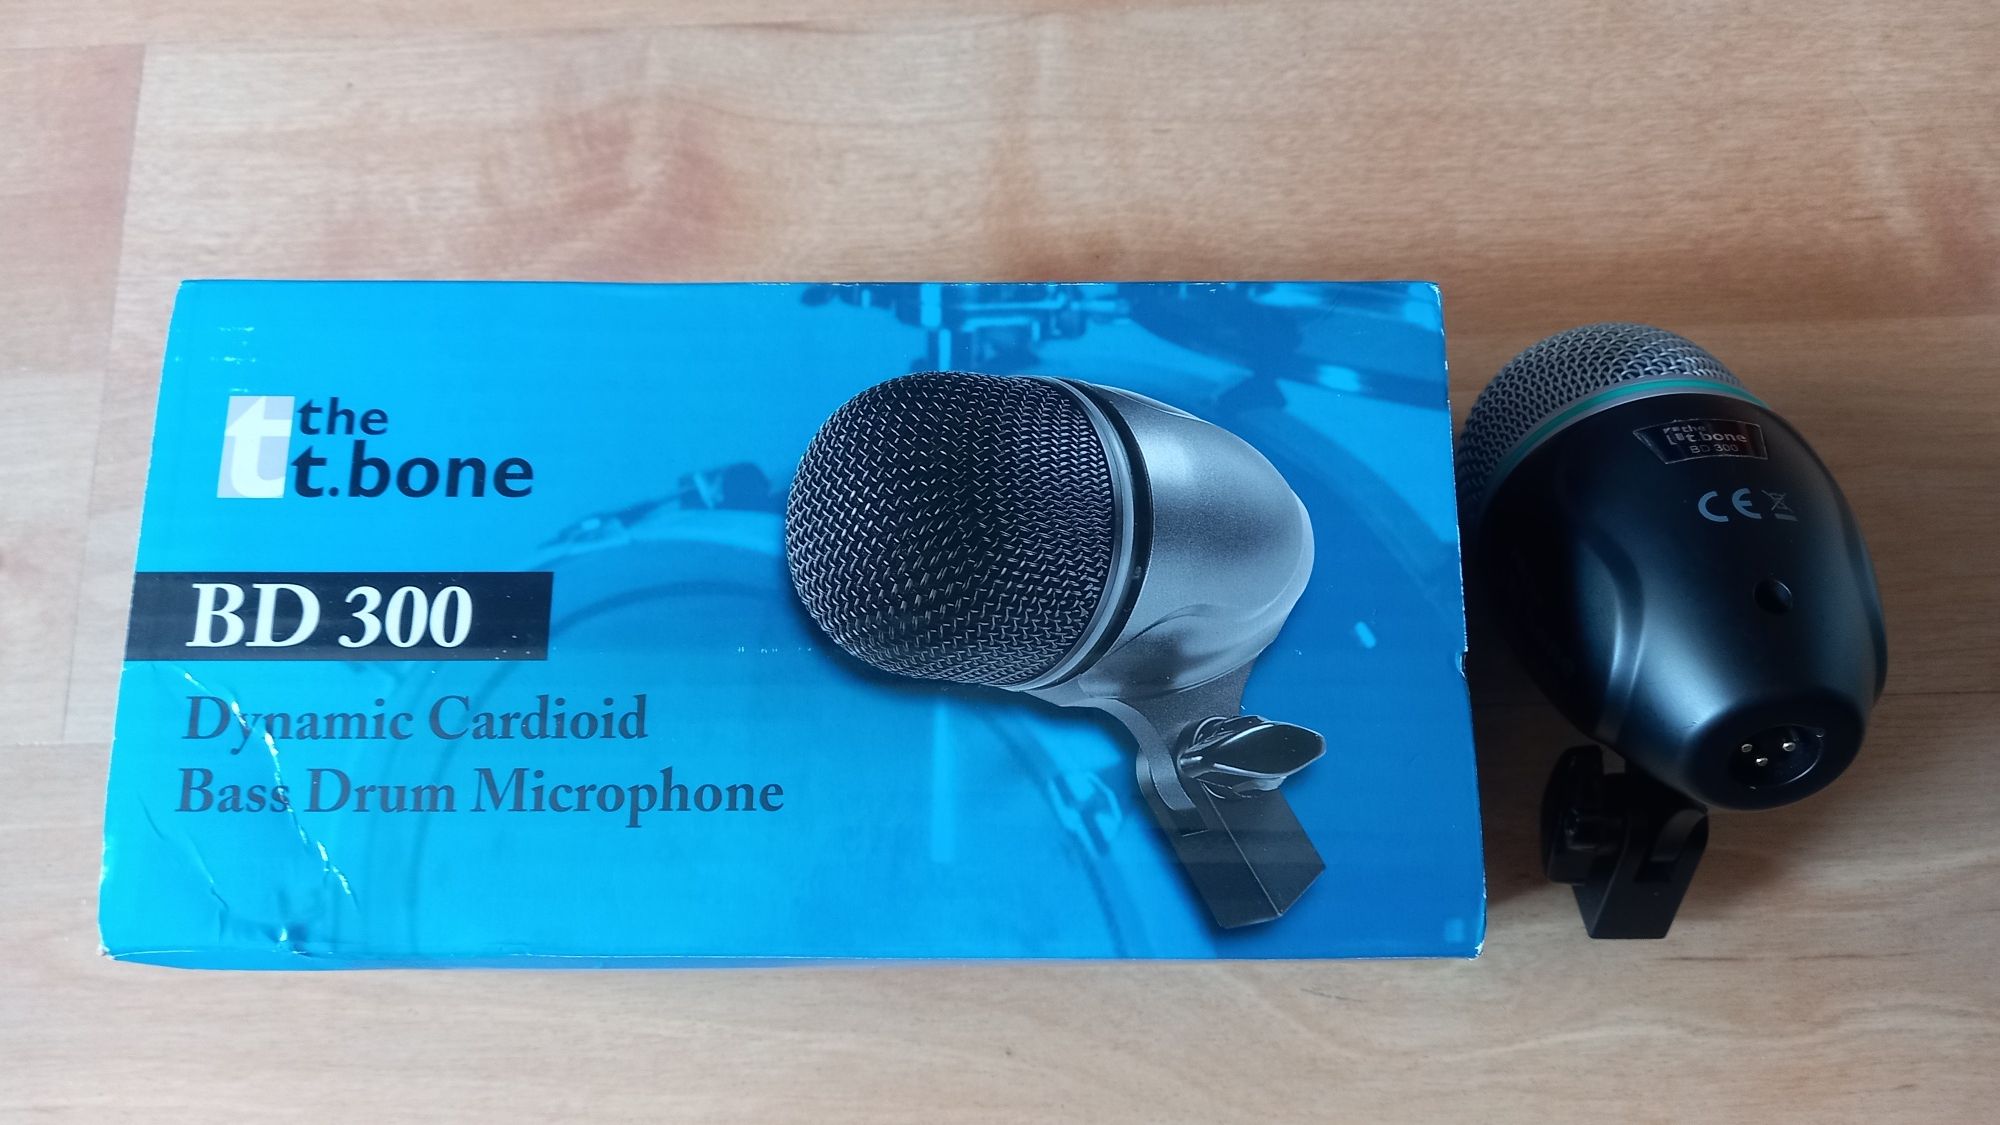 the
t.bone
BD 300
Dynamic Cardioid
Bass Drum Microphone
the
t.bone
BD 300
CE